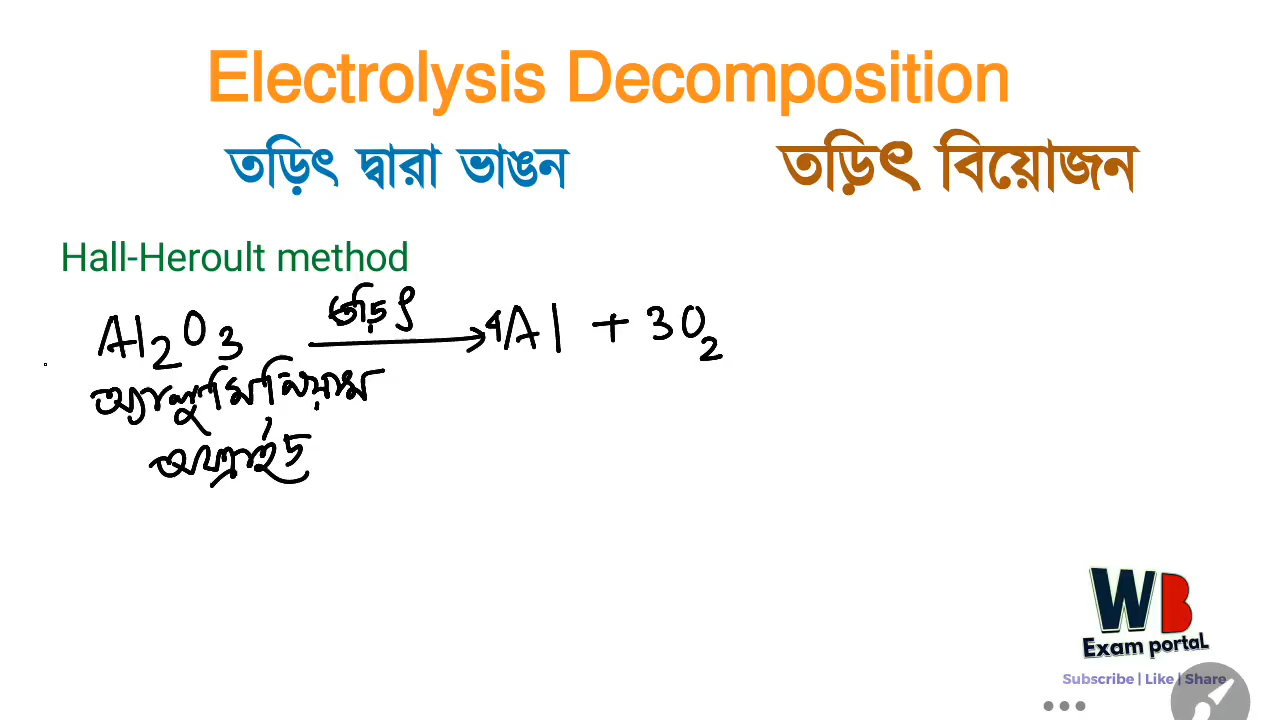 Electrolysis Decomposition
তড়িৎ দ্বারা ভাঙন তড়িৎ বিয়োজন
Hall-Heroult method
তড়িৎ
Al₂O₃ → 4Al + 3O₂
অ্যালুমিনিয়াম
অক্সাইড
WB
Exam portal
Subscribe | Like | Share